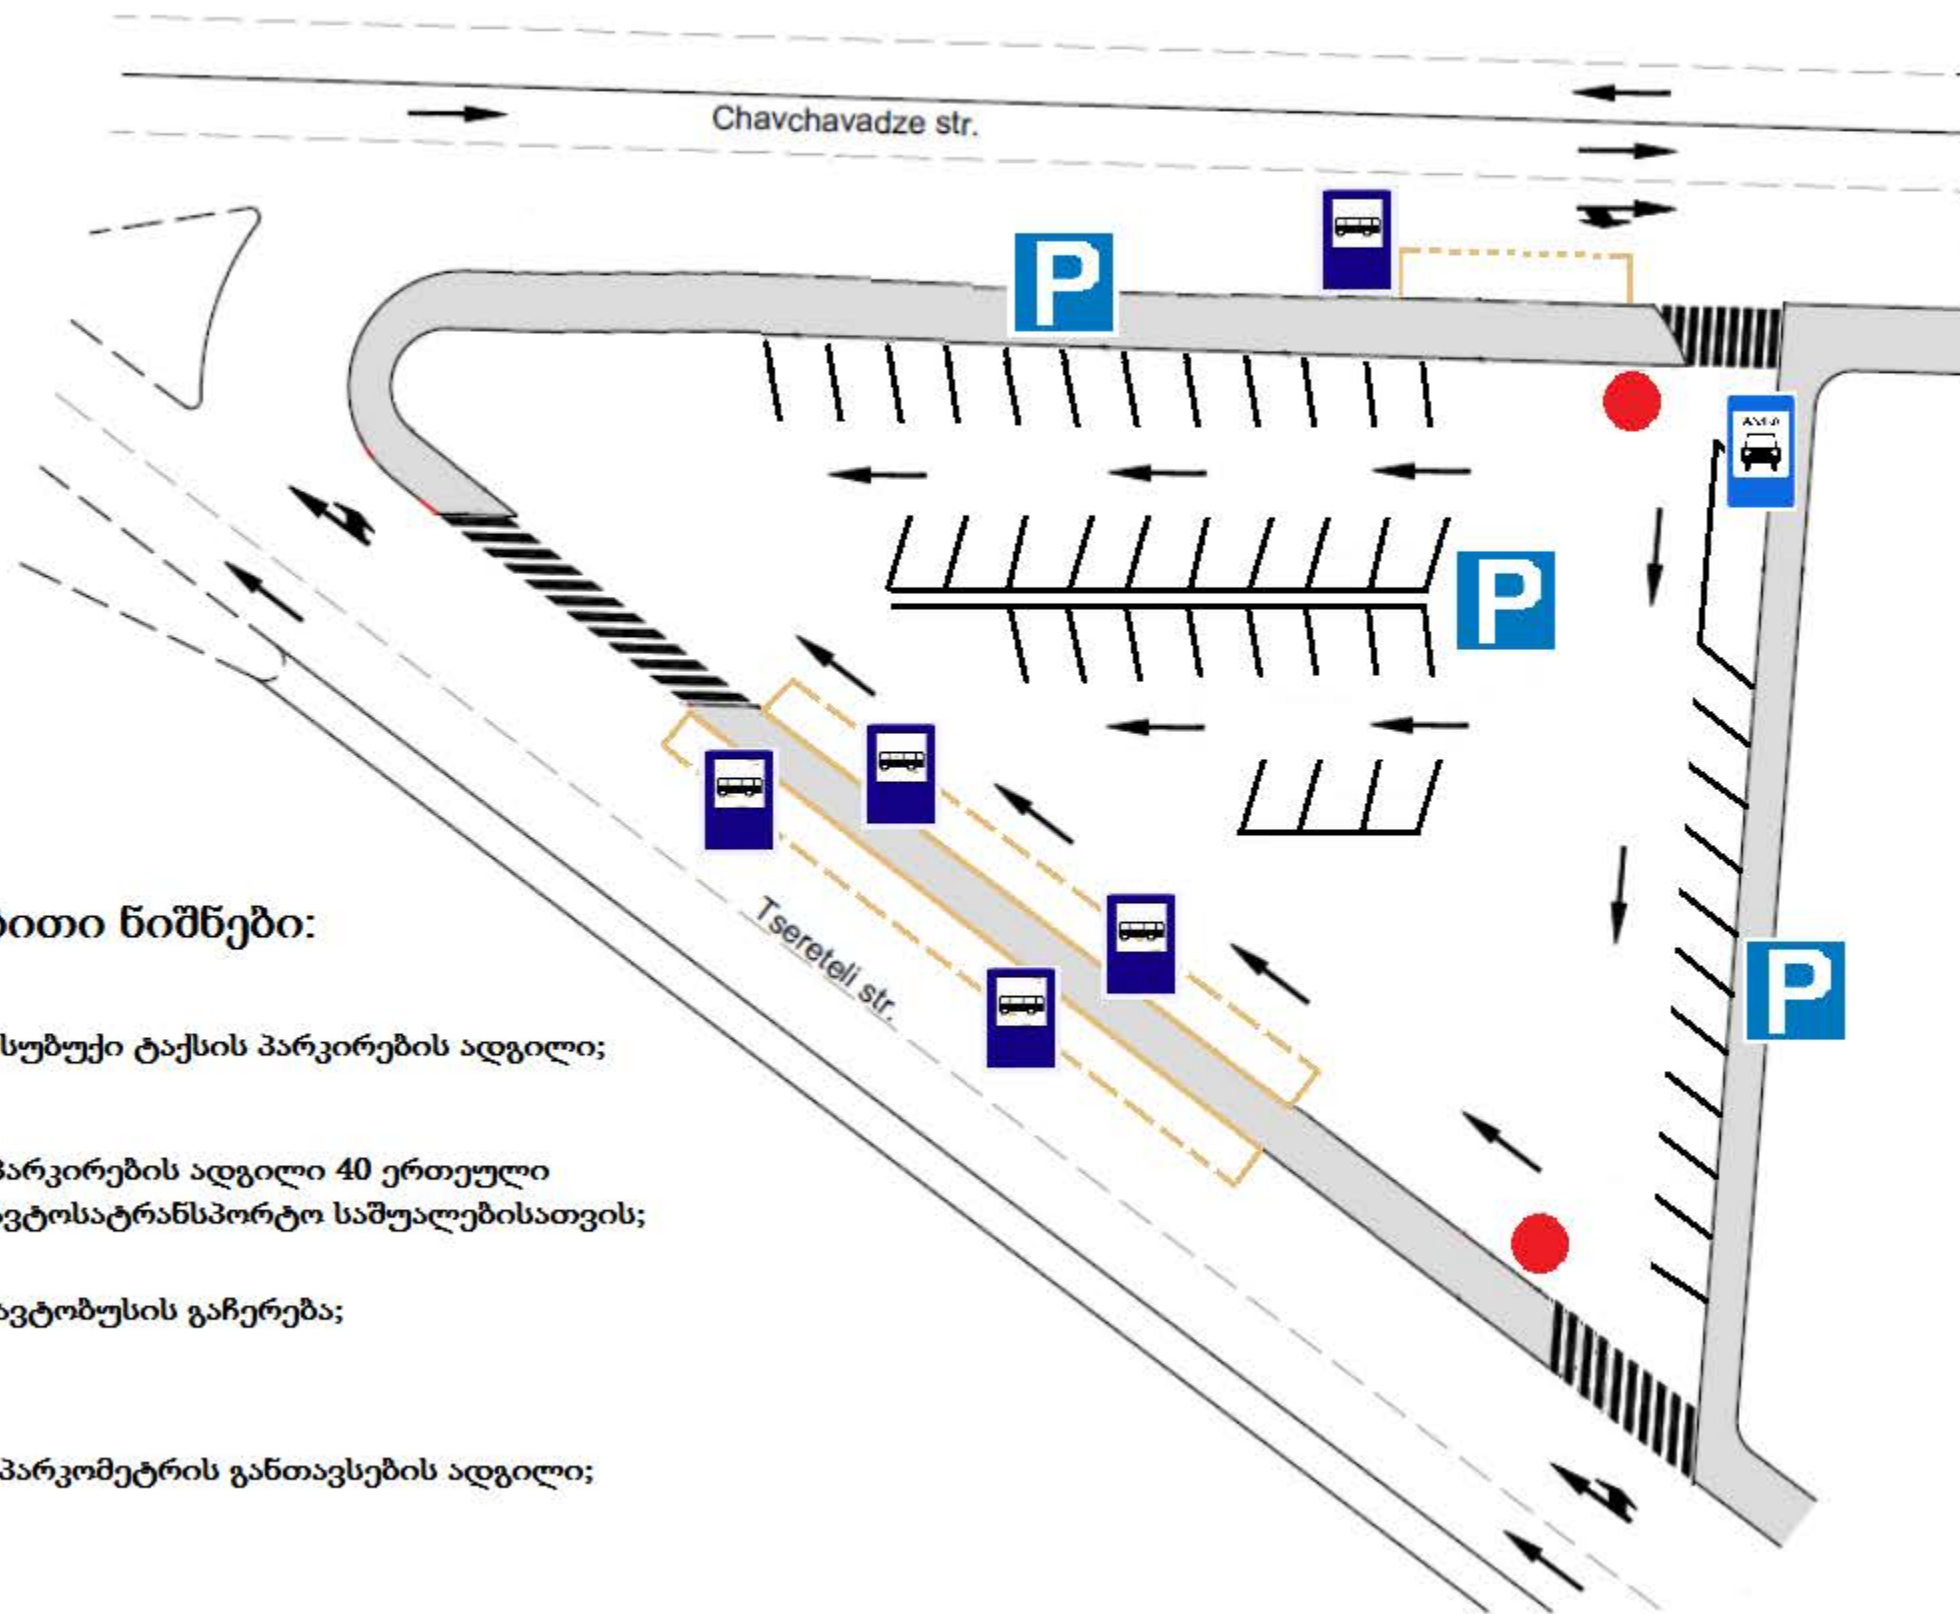 Chavchavadze str.
P
P
P
Tsereteli str.
ბითი ნიშნები:
სუბუქი ტაქსის პარკირების ადგილი;
პარკირების ადგილი 40 ერთეული
ავტოსატრანსპორტო საშუალებისათვის;
ავტობუსის გაჩერება;
პარკომეტრის განთავსების ადგილი;